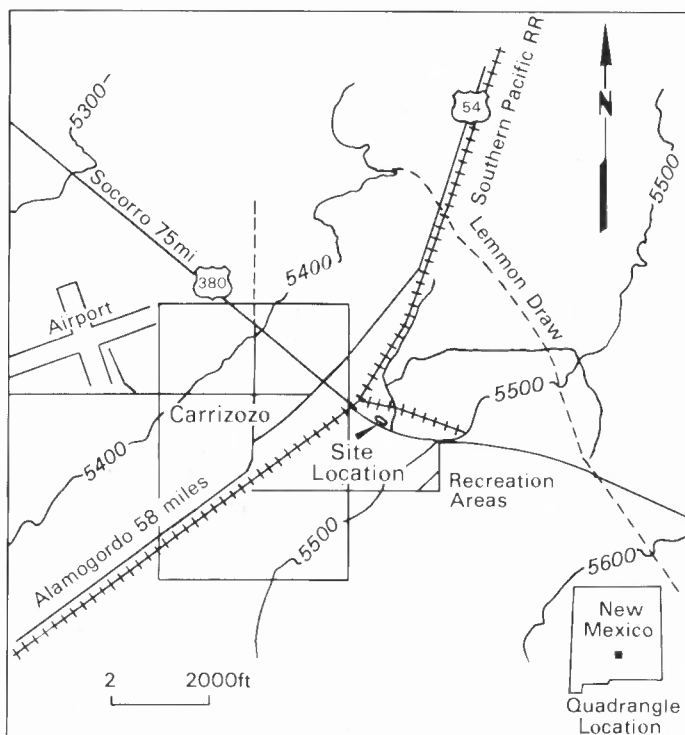 Southern Pacific RR
54
N
5300
5500
Socorro 75mi
Lemmon Draw
380
5400
Airport
5500
Carrizozo
Site
Location
5400
Recreation
Areas
Alamogordo 58 miles
5500
5600
New
Mexico
2 2000ft
Quadrangle
Location